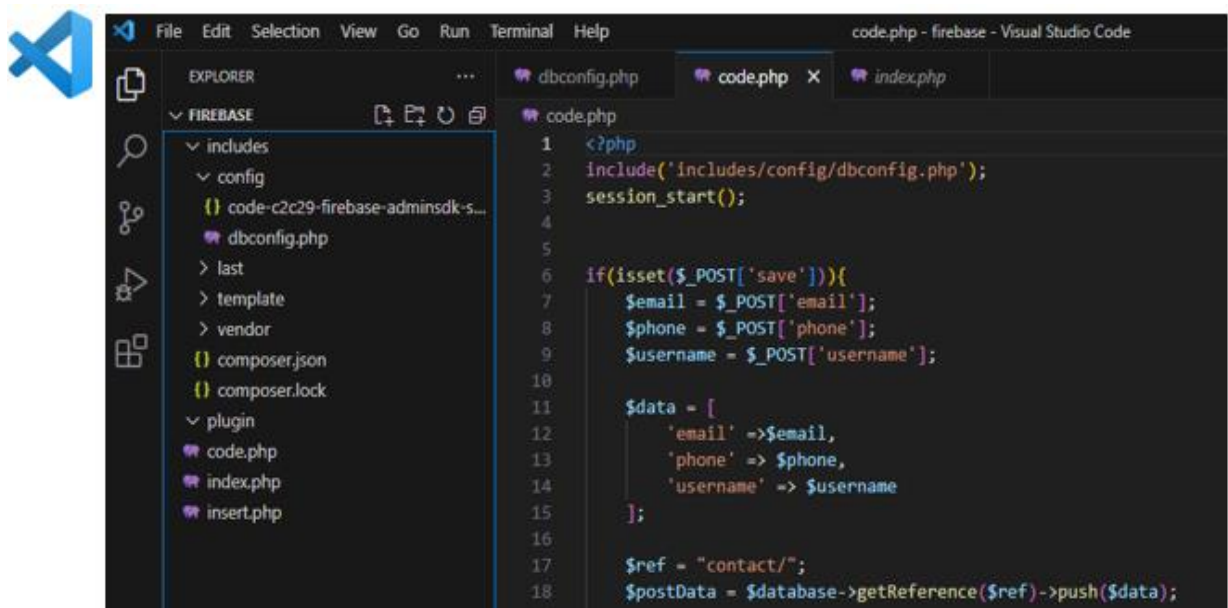 File Edit Selection View Go Run Terminal Help code.php - firebase - Visual Studio Code
EXPLORER ...
dbconfig.php code.php × index.php
FIREBASE
code.php
includes
config
code-c2c29-firebase-adminsdk-s...
dbconfig.php
last
template
vendor
{} composer.json
{} composer.lock
plugin
code.php
index.php
insert.php
1 <?php
2 include('includes/config/dbconfig.php');
3 session_start();
4
5
6 if(isset($_POST['save'])){
7 $email = $_POST['email'];
8 $phone = $_POST['phone'];
9 $username = $_POST['username'];
10
11 $data = [
12 'email' =>$email,
13 'phone' => $phone,
14 'username' => $username
15 ];
16
17 $ref = "contact/";
18 $postData = $database->getReference($ref)->push($data);